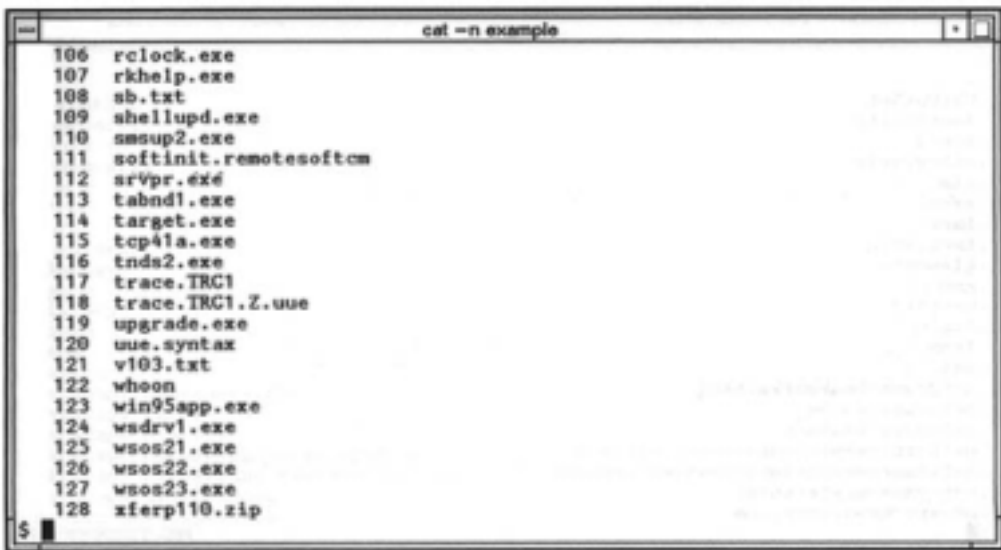 cat -n example
106 rclock.exe
107 rkhelp.exe
108 sb.txt
109 shellupd.exe
110 smsup2.exe
111 softinit.remotesoftcm
112 srvpr.exe
113 tabnd1.exe
114 target.exe
115 tcp41a.exe
116 tnds2.exe
117 trace.TRC1
118 trace.TRC1.Z.uue
119 upgrade.exe
120 uue.syntax
121 v103.txt
122 whoon
123 win95app.exe
124 wsdrv1.exe
125 wsos21.exe
126 wsos22.exe
127 wsos23.exe
128 xferp110.zip
$